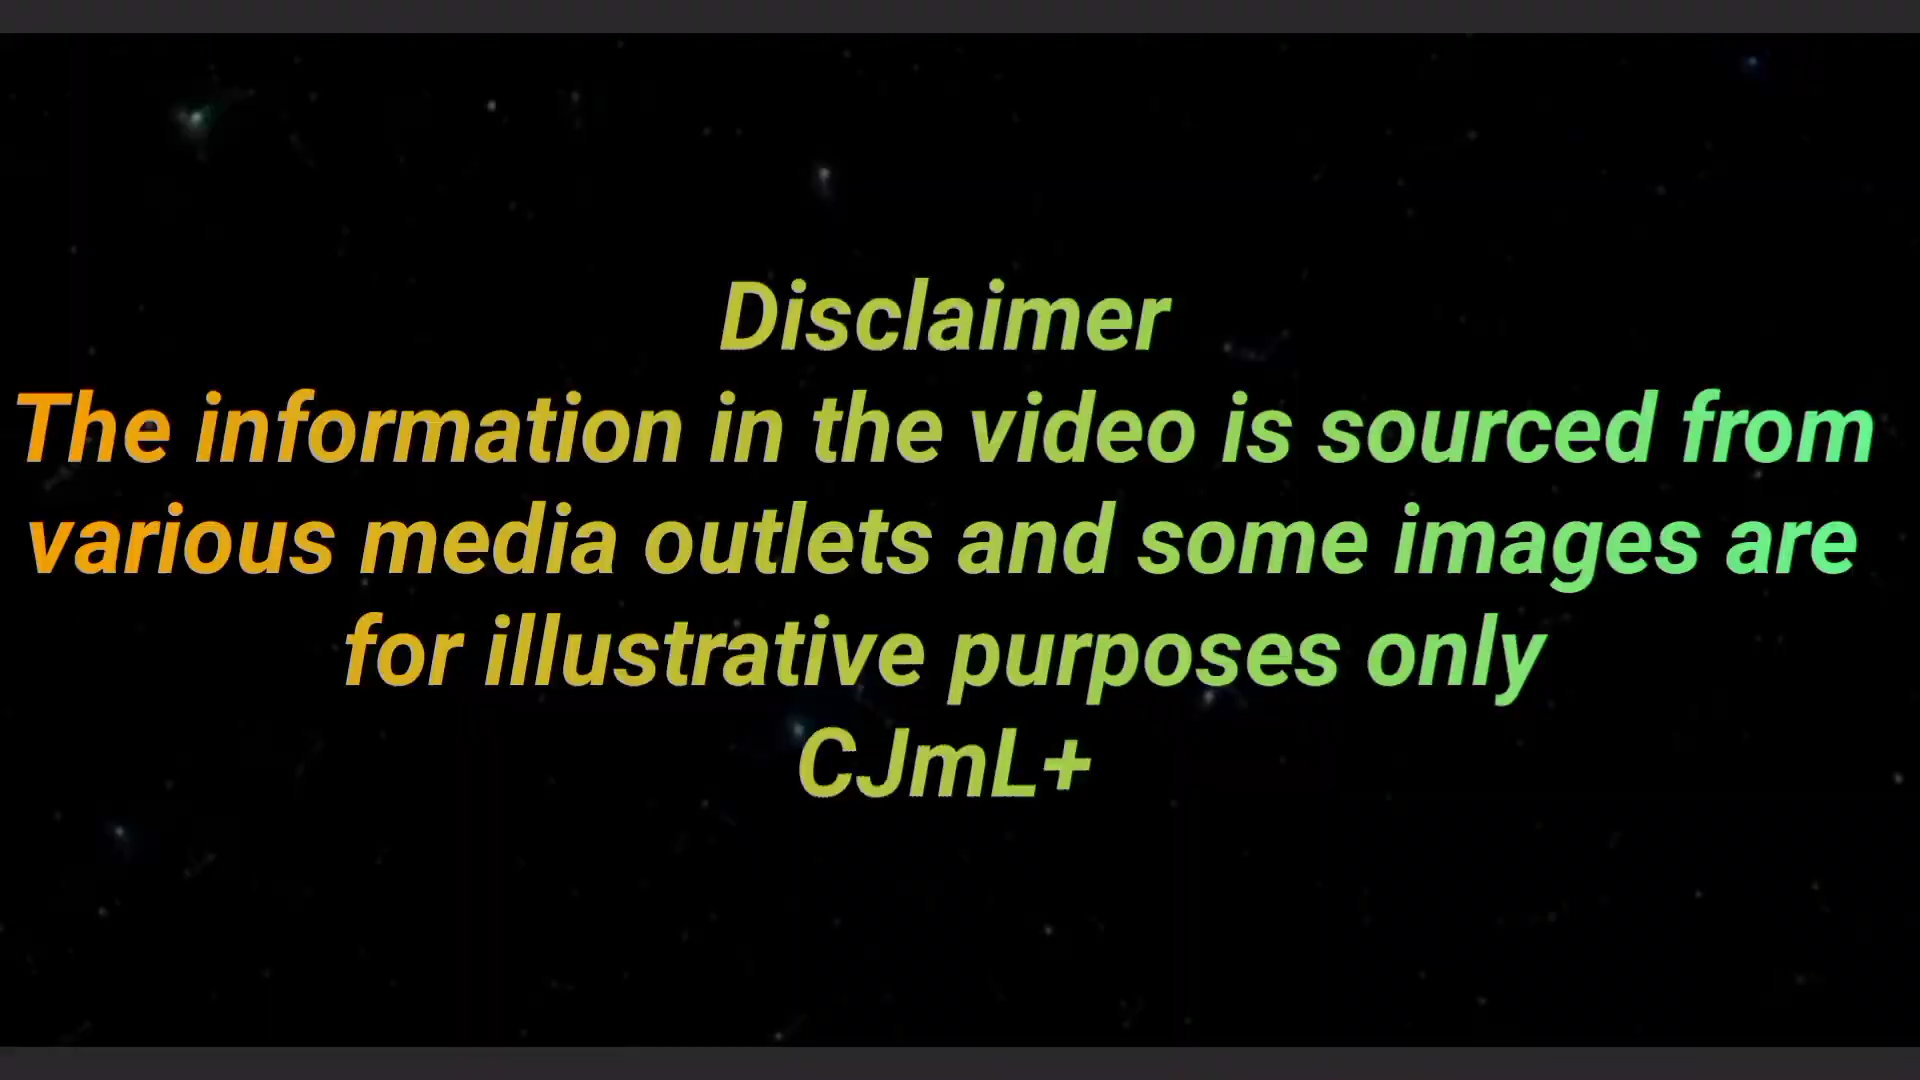 Disclaimer
The information in the video is sourced from
various media outlets and some images are
for illustrative purposes only
CJmL+